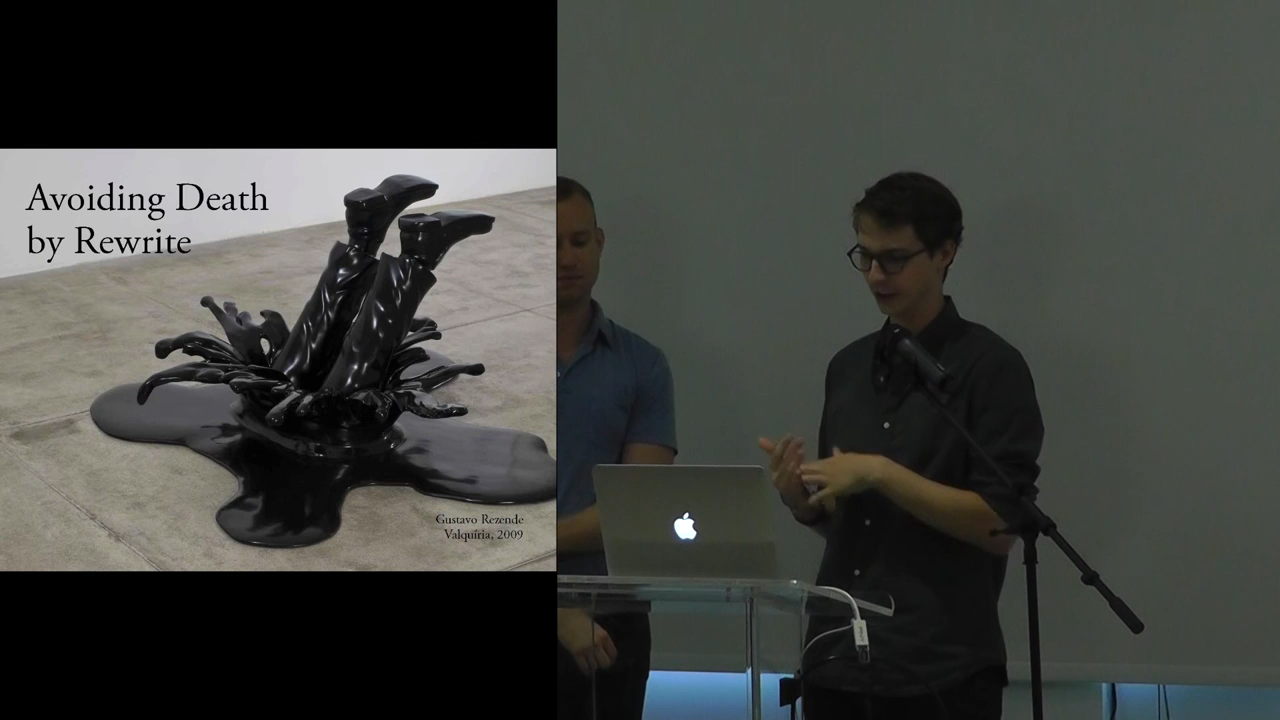 Avoiding Death
by Rewrite
Gustavo Rezende
Valquíria, 2009